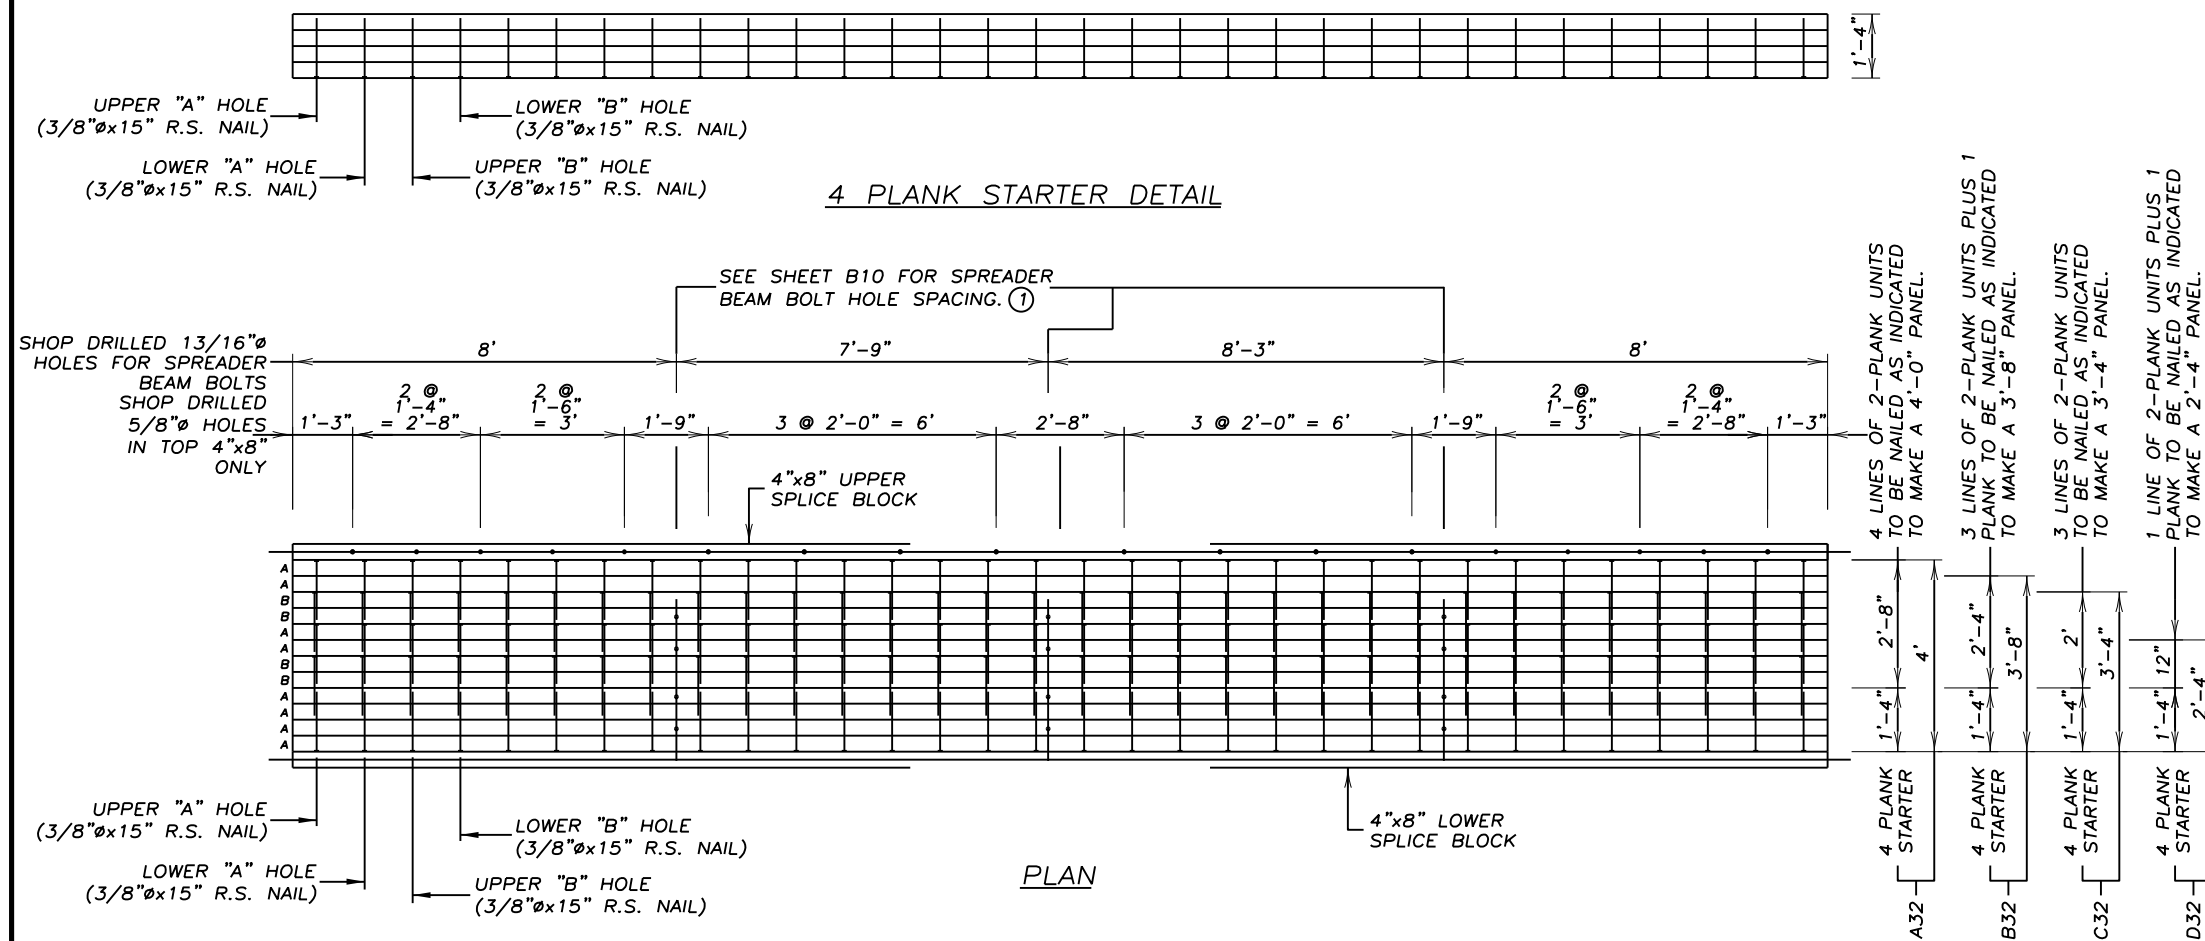 1'-4"
UPPER "A" HOLE
(3/8"øx15" R.S. NAIL)
LOWER "B" HOLE
(3/8"øx15" R.S. NAIL)
LOWER "A" HOLE
(3/8"øx15" R.S. NAIL)
UPPER "B" HOLE
(3/8"øx15" R.S. NAIL)
4 PLANK STARTER DETAIL
SEE SHEET B10 FOR SPREADER
BEAM BOLT HOLE SPACING. 1
SHOP DRILLED 13/16"ø
HOLES FOR SPREADER
BEAM BOLTS
8'
7'-9"
8'-3"
8'
SHOP DRILLED
5/8"ø HOLES
IN TOP 4"x8"
ONLY
1'-3"
2 @
1'-4"
= 2'-8"
2 @
1'-6"
= 3'
1'-9"
3 @ 2'-0" = 6'
2'-8"
3 @ 2'-0" = 6'
1'-9"
2 @
1'-6"
= 3'
2 @
1'-4"
= 2'-8"
1'-3"
4"x8" UPPER
SPLICE BLOCK
A
A
B
B
A
A
B
B
A
A
A
A
UPPER "A" HOLE
(3/8"øx15" R.S. NAIL)
LOWER "B" HOLE
(3/8"øx15" R.S. NAIL)
LOWER "A" HOLE
(3/8"øx15" R.S. NAIL)
UPPER "B" HOLE
(3/8"øx15" R.S. NAIL)
4"x8" LOWER
SPLICE BLOCK
PLAN
4 LINES OF 2-PLANK UNITS
TO BE NAILED AS INDICATED
TO MAKE A 4'-0" PANEL.
2'-8"
4'
1'-4"
4 PLANK
STARTER
A32
3 LINES OF 2-PLANK UNITS PLUS 1
PLANK TO BE NAILED AS INDICATED
TO MAKE A 3'-8" PANEL.
2'-4"
3'-8"
1'-4"
4 PLANK
STARTER
B32
3 LINES OF 2-PLANK UNITS
TO BE NAILED AS INDICATED
TO MAKE A 3'-4" PANEL.
2'
3'-4"
1'-4"
4 PLANK
STARTER
C32
1 LINE OF 2-PLANK UNITS PLUS 1
PLANK TO BE NAILED AS INDICATED
TO MAKE A 2'-4" PANEL.
12"
2'-4"
1'-4"
4 PLANK
STARTER
D32